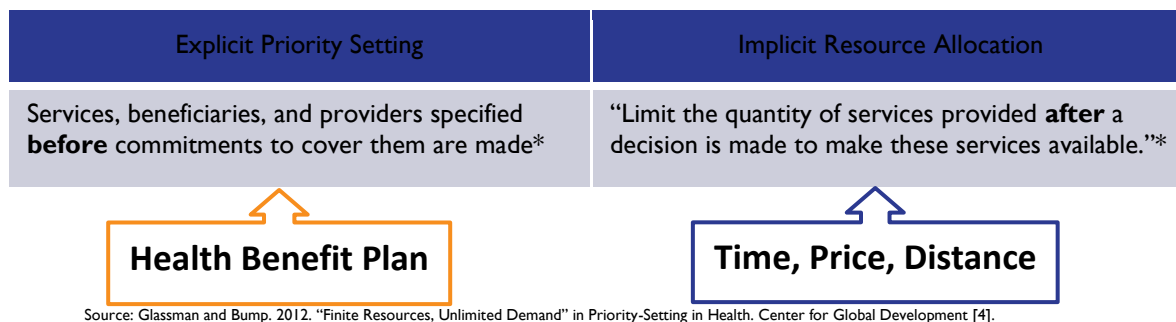 Explicit Priority Setting
Implicit Resource Allocation
Services, beneficiaries, and providers specified
before commitments to cover them are made*
“Limit the quantity of services provided after a
decision is made to make these services available.”*
Health Benefit Plan
Time, Price, Distance
Source: Glassman and Bump. 2012. “Finite Resources, Unlimited Demand” in Priority-Setting in Health. Center for Global Development [4].